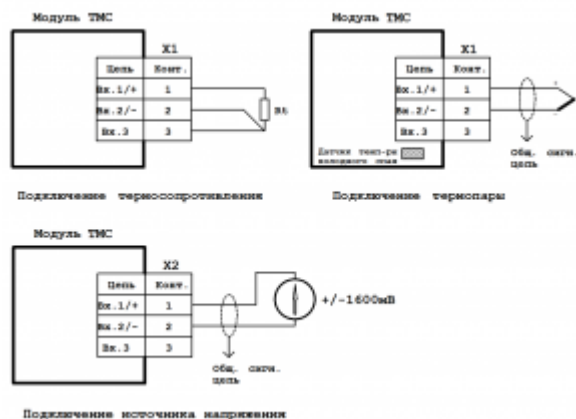 Модуль ТМС
X1
Цепь Конт.
Вх.1/+ 1
Вх.2/- 2
Вх.3 3
Rt
Подключение термосопротивления
Модуль ТМС
X1
Цепь Конт.
Вх.1/+ 1
Вх.2/- 2
Вх.3 3
Датчик темп-ры
холодного спая
Общ. сигн.
цепь
Подключение термопары
Модуль ТМС
X2
Цепь Конт.
Вх.1/+ 1
Вх.2/- 2
Вх.3 3
+/-1600мВ
Общ. сигн.
цепь
Подключение источника напряжения